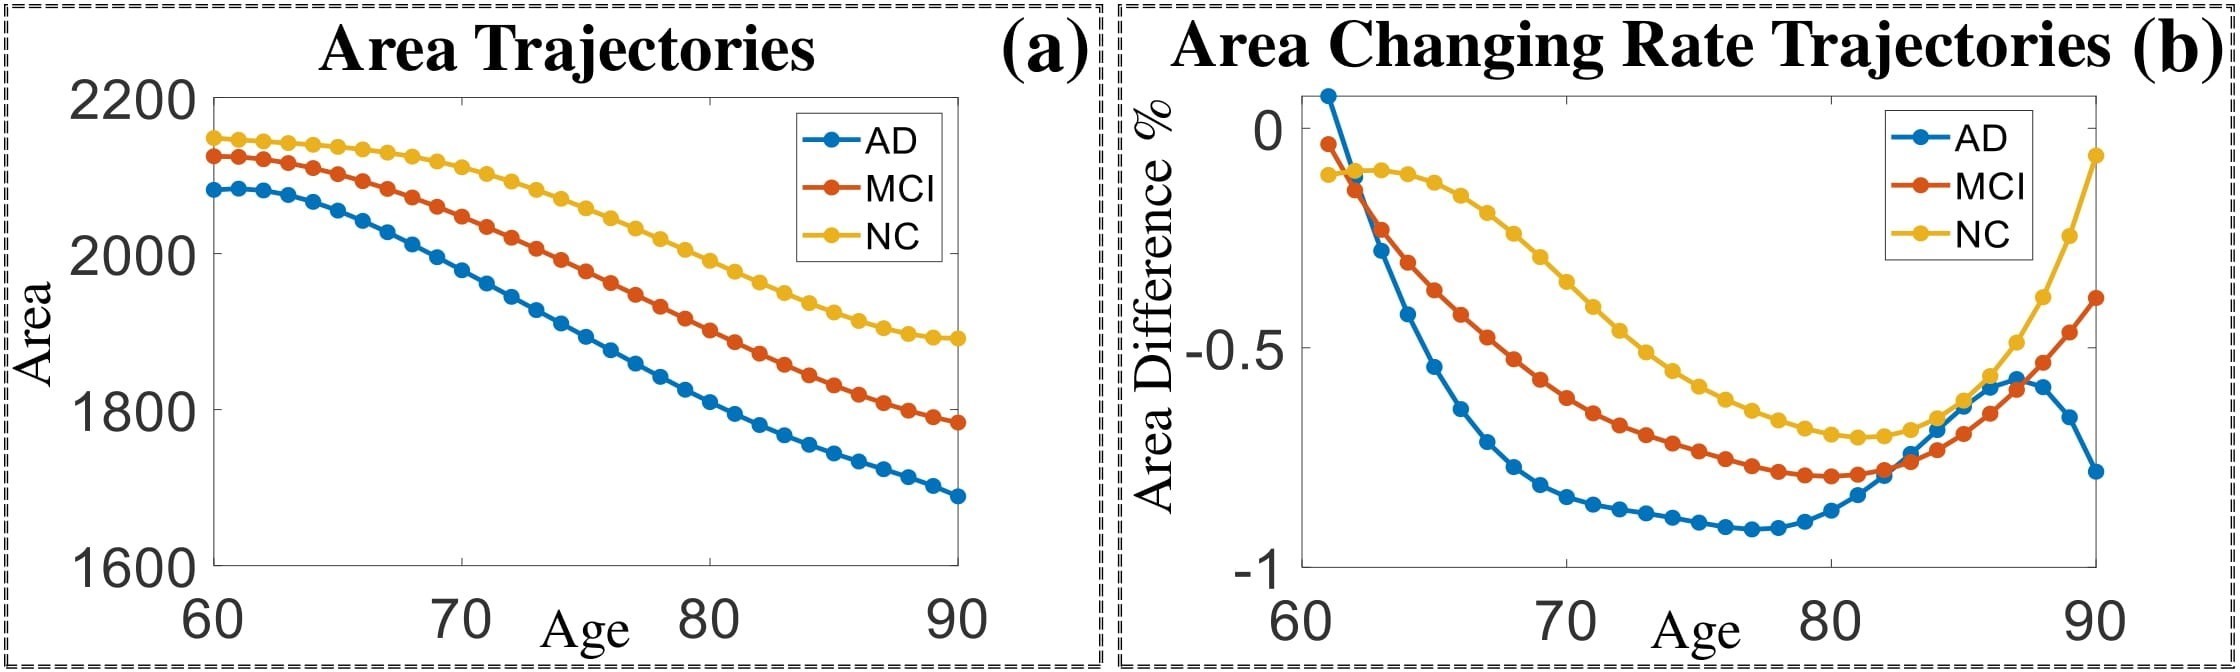 Area Trajectories (a)
2200
2000
1800
1600
Area
60 70 80 90
Age
AD
MCI
NC
Area Changing Rate Trajectories (b)
0
-0.5
-1
Area Difference %
60 70 80 90
Age
AD
MCI
NC